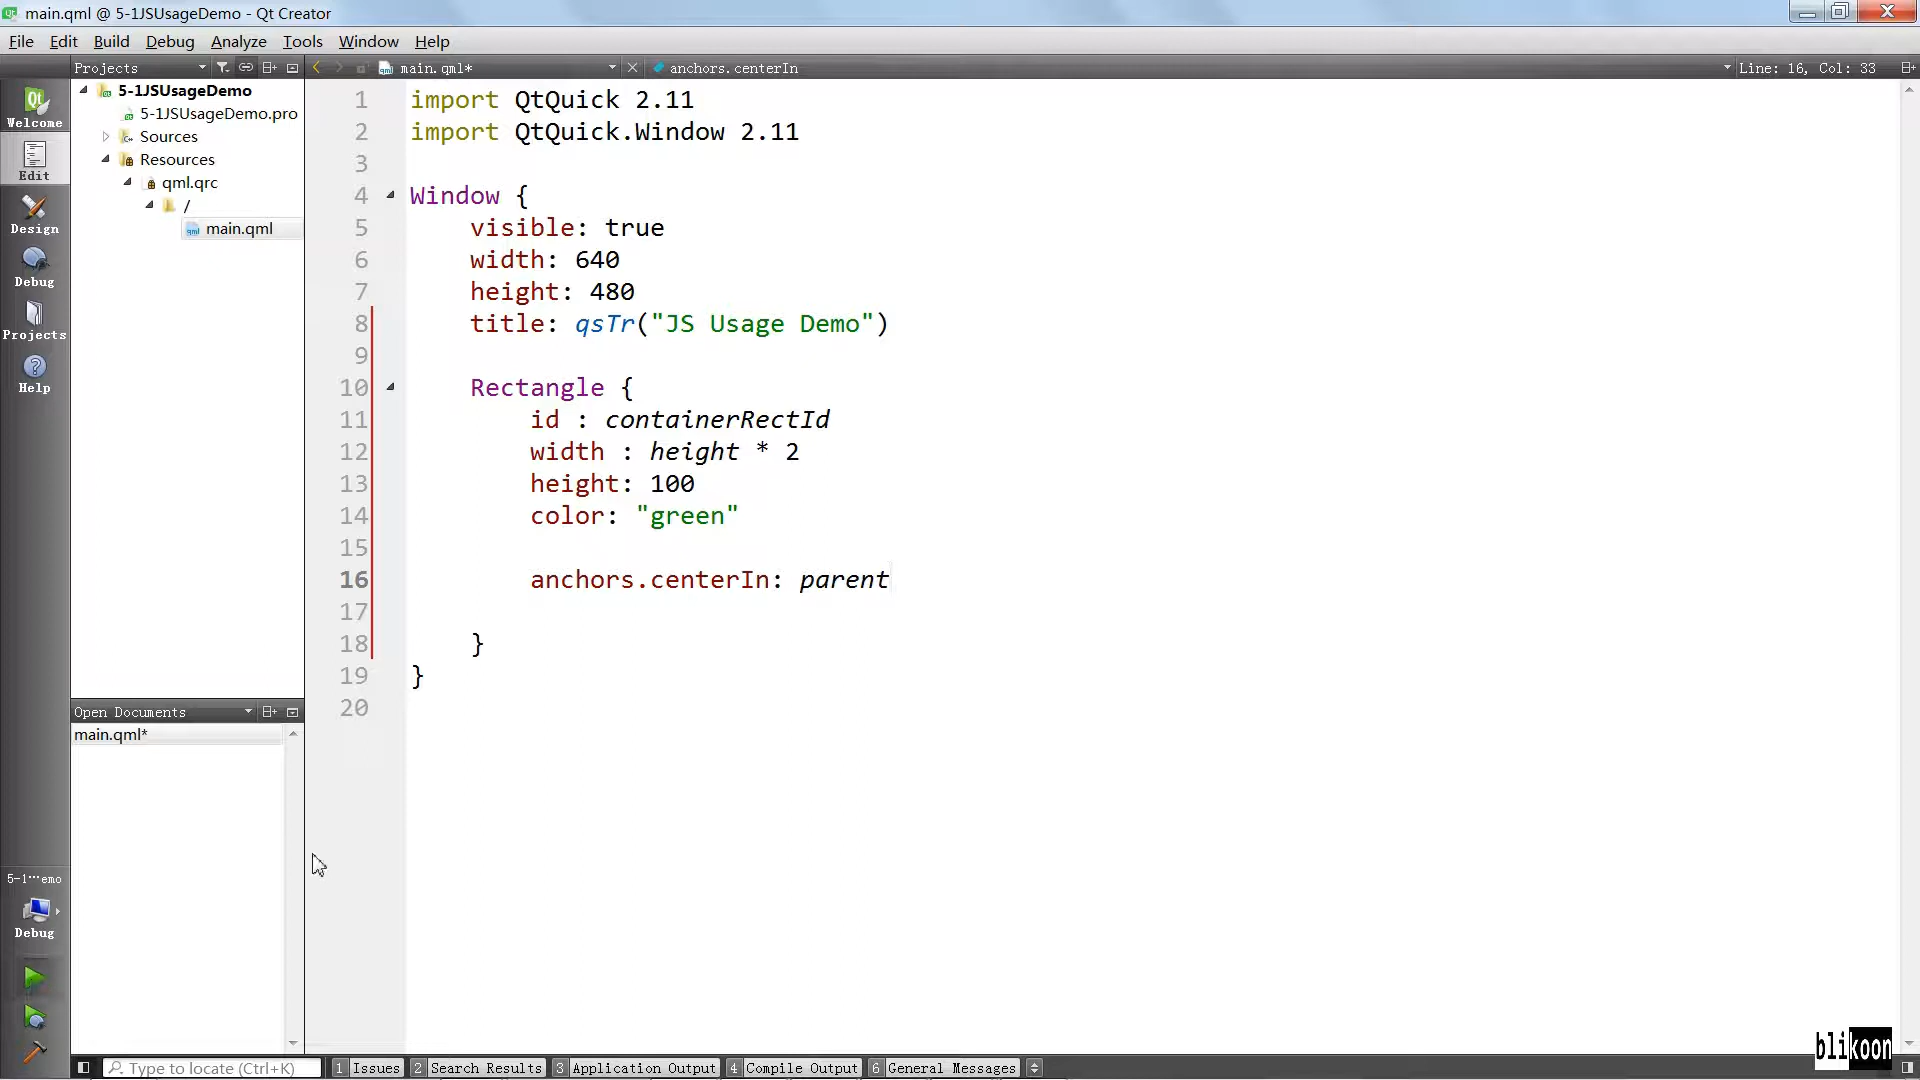 main.qml @ 5-1JSUsageDemo - Qt Creator
File Edit Build Debug Analyze Tools Window Help
Projects
main.qml*
anchors.centerIn
Line: 16, Col: 33
Welcome
Edit
Design
Debug
Projects
Help
5-1JSUsageDemo
5-1JSUsageDemo.pro
Sources
Resources
qml.qrc
/
main.qml
1 import QtQuick 2.11
2 import QtQuick.Window 2.11
3
4 Window {
5 visible: true
6 width: 640
7 height: 480
8 title: qsTr("JS Usage Demo")
9
10 Rectangle {
11 id : containerRectId
12 width : height * 2
13 height: 100
14 color: "green"
15
16 anchors.centerIn: parent
17
18 }
19 }
20
Open Documents
main.qml*
5-1···emo
Debug
Type to locate (Ctrl+K)
1 Issues 2 Search Results 3 Application Output 4 Compile Output 6 General Messages
blikoon